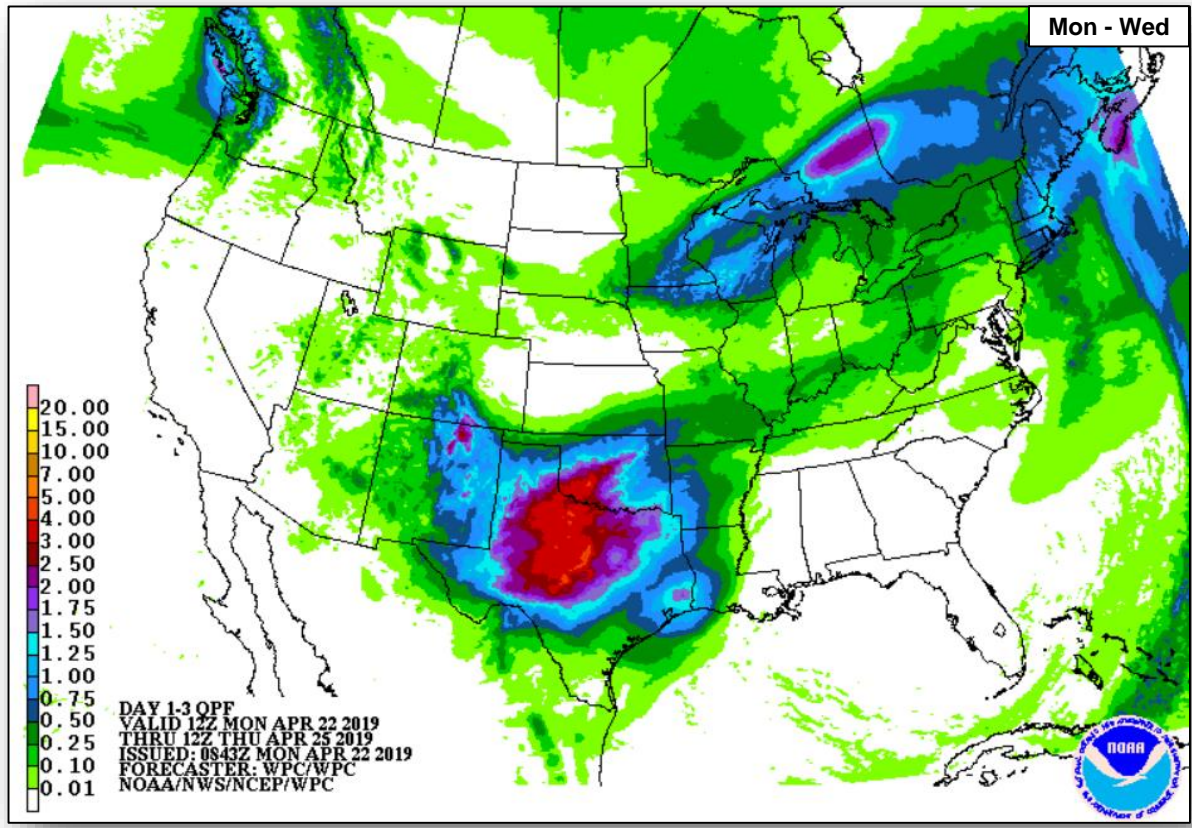 Mon - Wed
20.00
15.00
10.00
7.00
5.00
4.00
3.00
2.50
2.00
1.75
1.50
1.25
1.00
0.75
0.50
0.25
0.10
0.01
DAY 1-3 QPF
VALID 12Z MON APR 22 2019
THRU 12Z THU APR 25 2019
ISSUED: 0843Z MON APR 22 2019
FORECASTER: WPC/WPC
NOAA/NWS/NCEP/WPC
NOAA